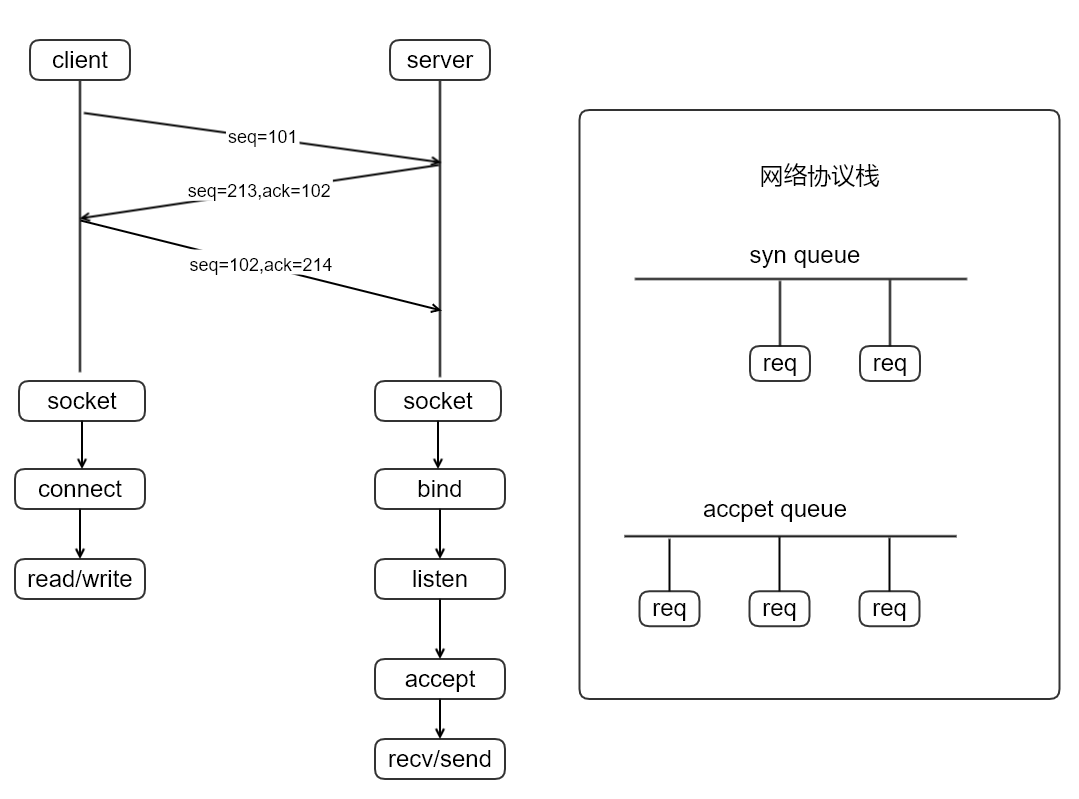 client
server
seq=101
seq=213,ack=102
seq=102,ack=214
socket
connect
read/write
socket
bind
listen
accept
recv/send
网络协议栈
syn queue
req
req
accpet queue
req
req
req